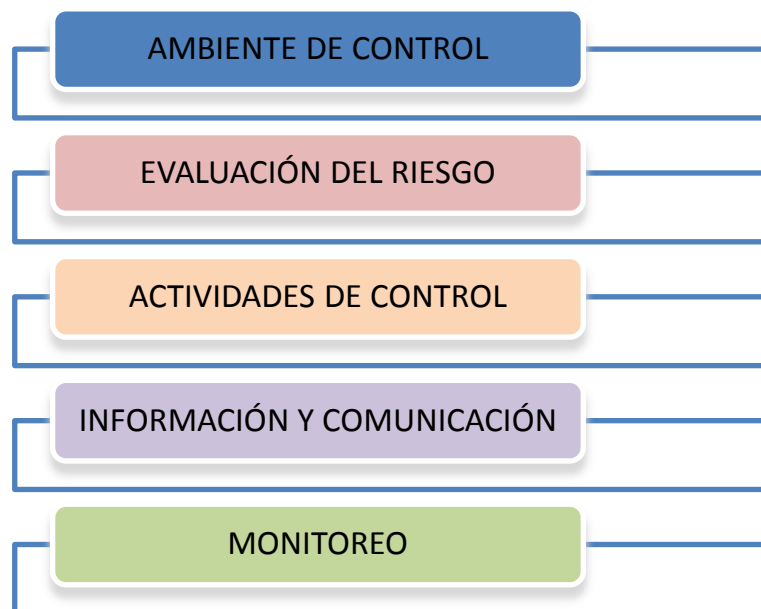 AMBIENTE DE CONTROL
EVALUACIÓN DEL RIESGO
ACTIVIDADES DE CONTROL
INFORMACIÓN Y COMUNICACIÓN
MONITOREO